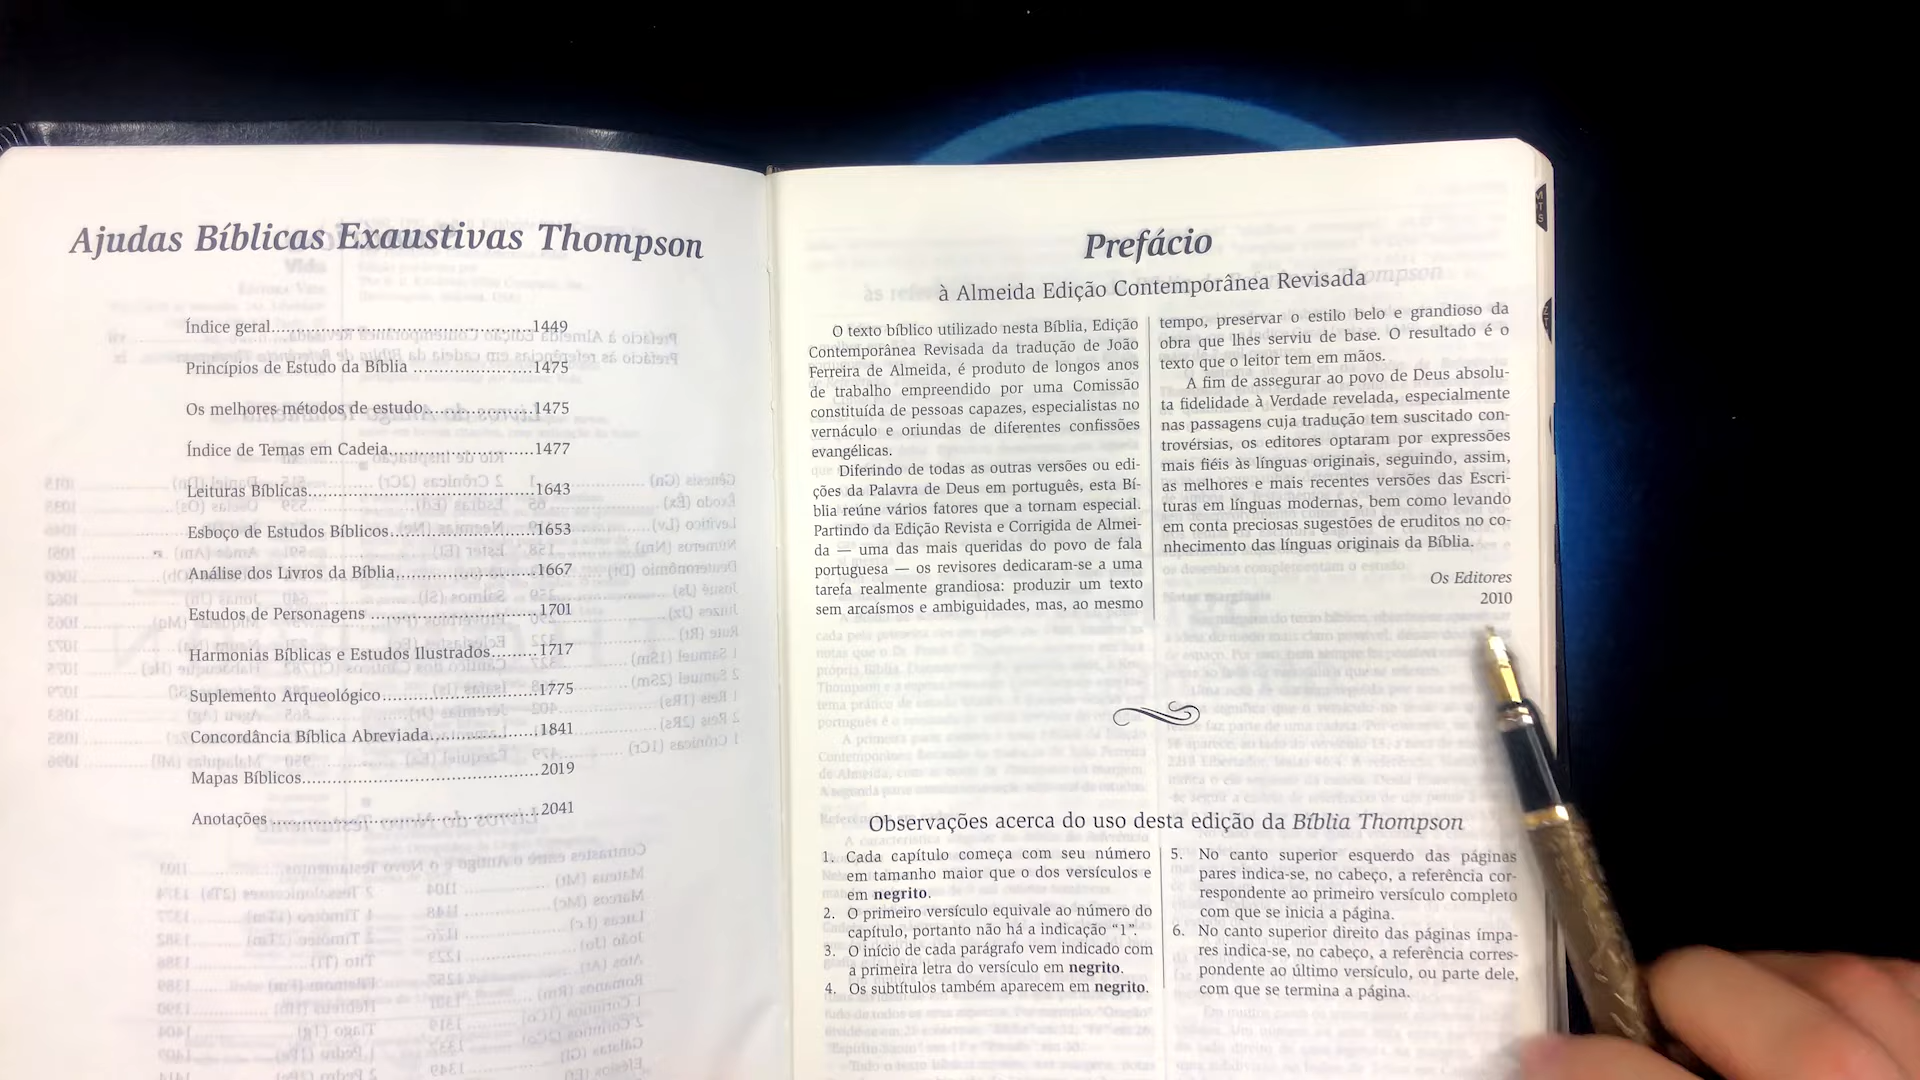 Ajudas Bíblicas Exaustivas Thompson
Índice geral..........1449
Princípios de Estudo da Bíblia ..........1475
Os melhores métodos de estudo..........1475
Índice de Temas em Cadeia..........1477
Leituras Bíblicas..........1643
Esboço de Estudos Bíblicos..........1653
Análise dos Livros da Bíblia..........1667
Estudos de Personagens ..........1701
Harmonias Bíblicas e Estudos Ilustrados..........1717
Suplemento Arqueológico..........1775
Concordância Bíblica Abreviada..........1841
Mapas Bíblicos..........2019
Anotações ..........2041
Prefácio
à Almeida Edição Contemporânea Revisada
O texto bíblico utilizado nesta Bíblia, Edição
Contemporânea Revisada da tradução de João
Ferreira de Almeida, é produto de longos anos
de trabalho empreendido por uma Comissão
constituída de pessoas capazes, especialistas no
vernáculo e oriundas de diferentes confissões
evangélicas.
Diferindo de todas as outras versões ou edi-
ções da Palavra de Deus em português, esta Bí-
blia reúne vários fatores que a tornam especial.
Partindo da Edição Revista e Corrigida de Almei-
da — uma das mais queridas do povo de fala
portuguesa — os revisores dedicaram-se a uma
tarefa realmente grandiosa: produzir um texto
sem arcaísmos e ambiguidades, mas, ao mesmo
tempo, preservar o estilo belo e grandioso da
obra que lhes serviu de base. O resultado é o
texto que o leitor tem em mãos.
A fim de assegurar ao povo de Deus absolu-
ta fidelidade à Verdade revelada, especialmente
nas passagens cuja tradução tem suscitado con-
trovérsias, os editores optaram por expressões
mais fiéis às línguas originais, seguindo, assim,
as melhores e mais recentes versões das Escri-
turas em línguas modernas, bem como levando
em conta preciosas sugestões de eruditos no co-
nhecimento das línguas originais da Bíblia.
Os Editores
2010
Observações acerca do uso desta edição da Bíblia Thompson
1. Cada capítulo começa com seu número
em tamanho maior que o dos versículos e
em negrito.
2. O primeiro versículo equivale ao número do
capítulo, portanto não há a indicação “1”.
3. O início de cada parágrafo vem indicado com
a primeira letra do versículo em negrito.
4. Os subtítulos também aparecem em negrito.
5. No canto superior esquerdo das páginas
pares indica-se, no cabeço, a referência cor-
respondente ao primeiro versículo completo
com que se inicia a página.
6. No canto superior direito das páginas ímpa-
res indica-se, no cabeço, a referência corres-
pondente ao último versículo, ou parte dele,
com que se termina a página.